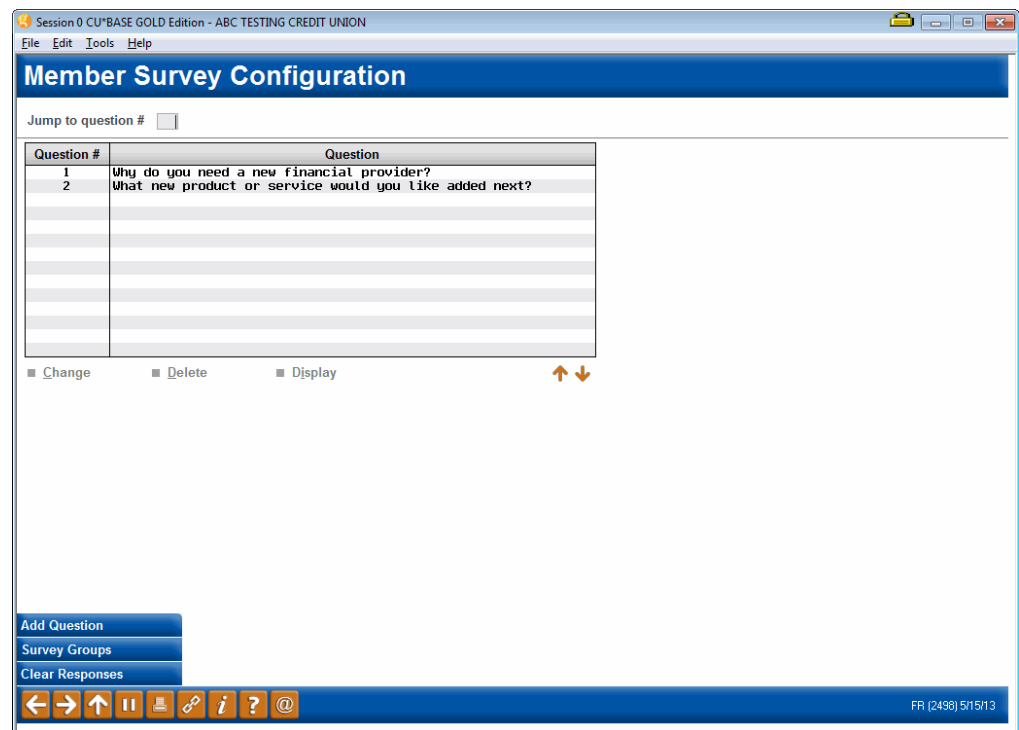 Session 0 CU*BASE GOLD Edition - ABC TESTING CREDIT UNION
File Edit Tools Help
Member Survey Configuration
Jump to question #
Question # Question
1 Why do you need a new financial provider?
2 What new product or service would you like added next?
Change Delete Display
Add Question
Survey Groups
Clear Responses
i ? @
FR (2498) 5/15/13